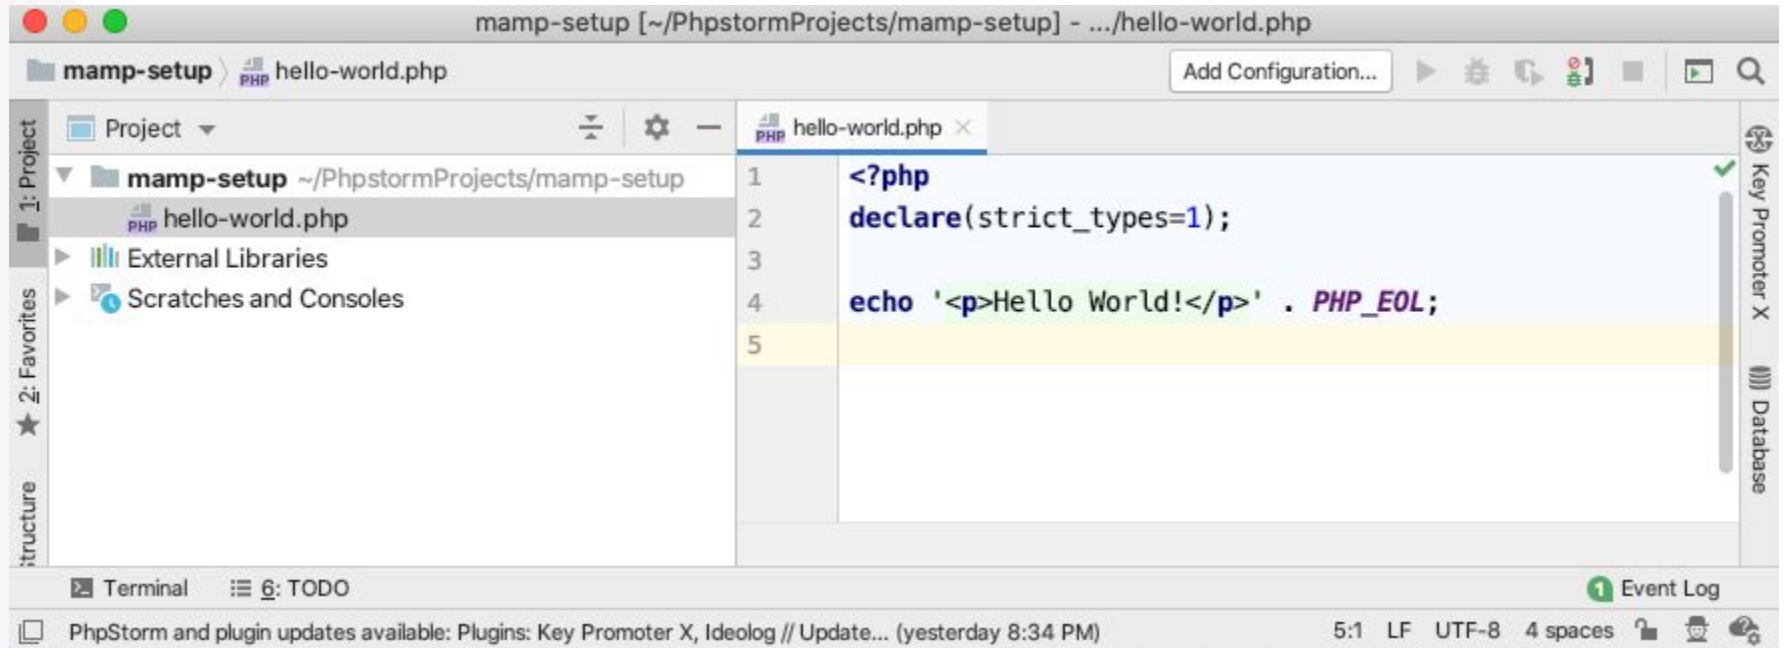 mamp-setup [~/PhpstormProjects/mamp-setup] - .../hello-world.php
mamp-setup hello-world.php Add Configuration...
1: Project
Project
mamp-setup ~/PhpstormProjects/mamp-setup
hello-world.php
External Libraries
Scratches and Consoles
2: Favorites
hello-world.php
1 <?php
2 declare(strict_types=1);
3
4 echo '<p>Hello World!</p>' . PHP_EOL;
5
Key Promoter X
Database
Terminal 6: TODO 1 Event Log
PhpStorm and plugin updates available: Plugins: Key Promoter X, Ideolog // Update... (yesterday 8:34 PM) 5:1 LF UTF-8 4 spaces